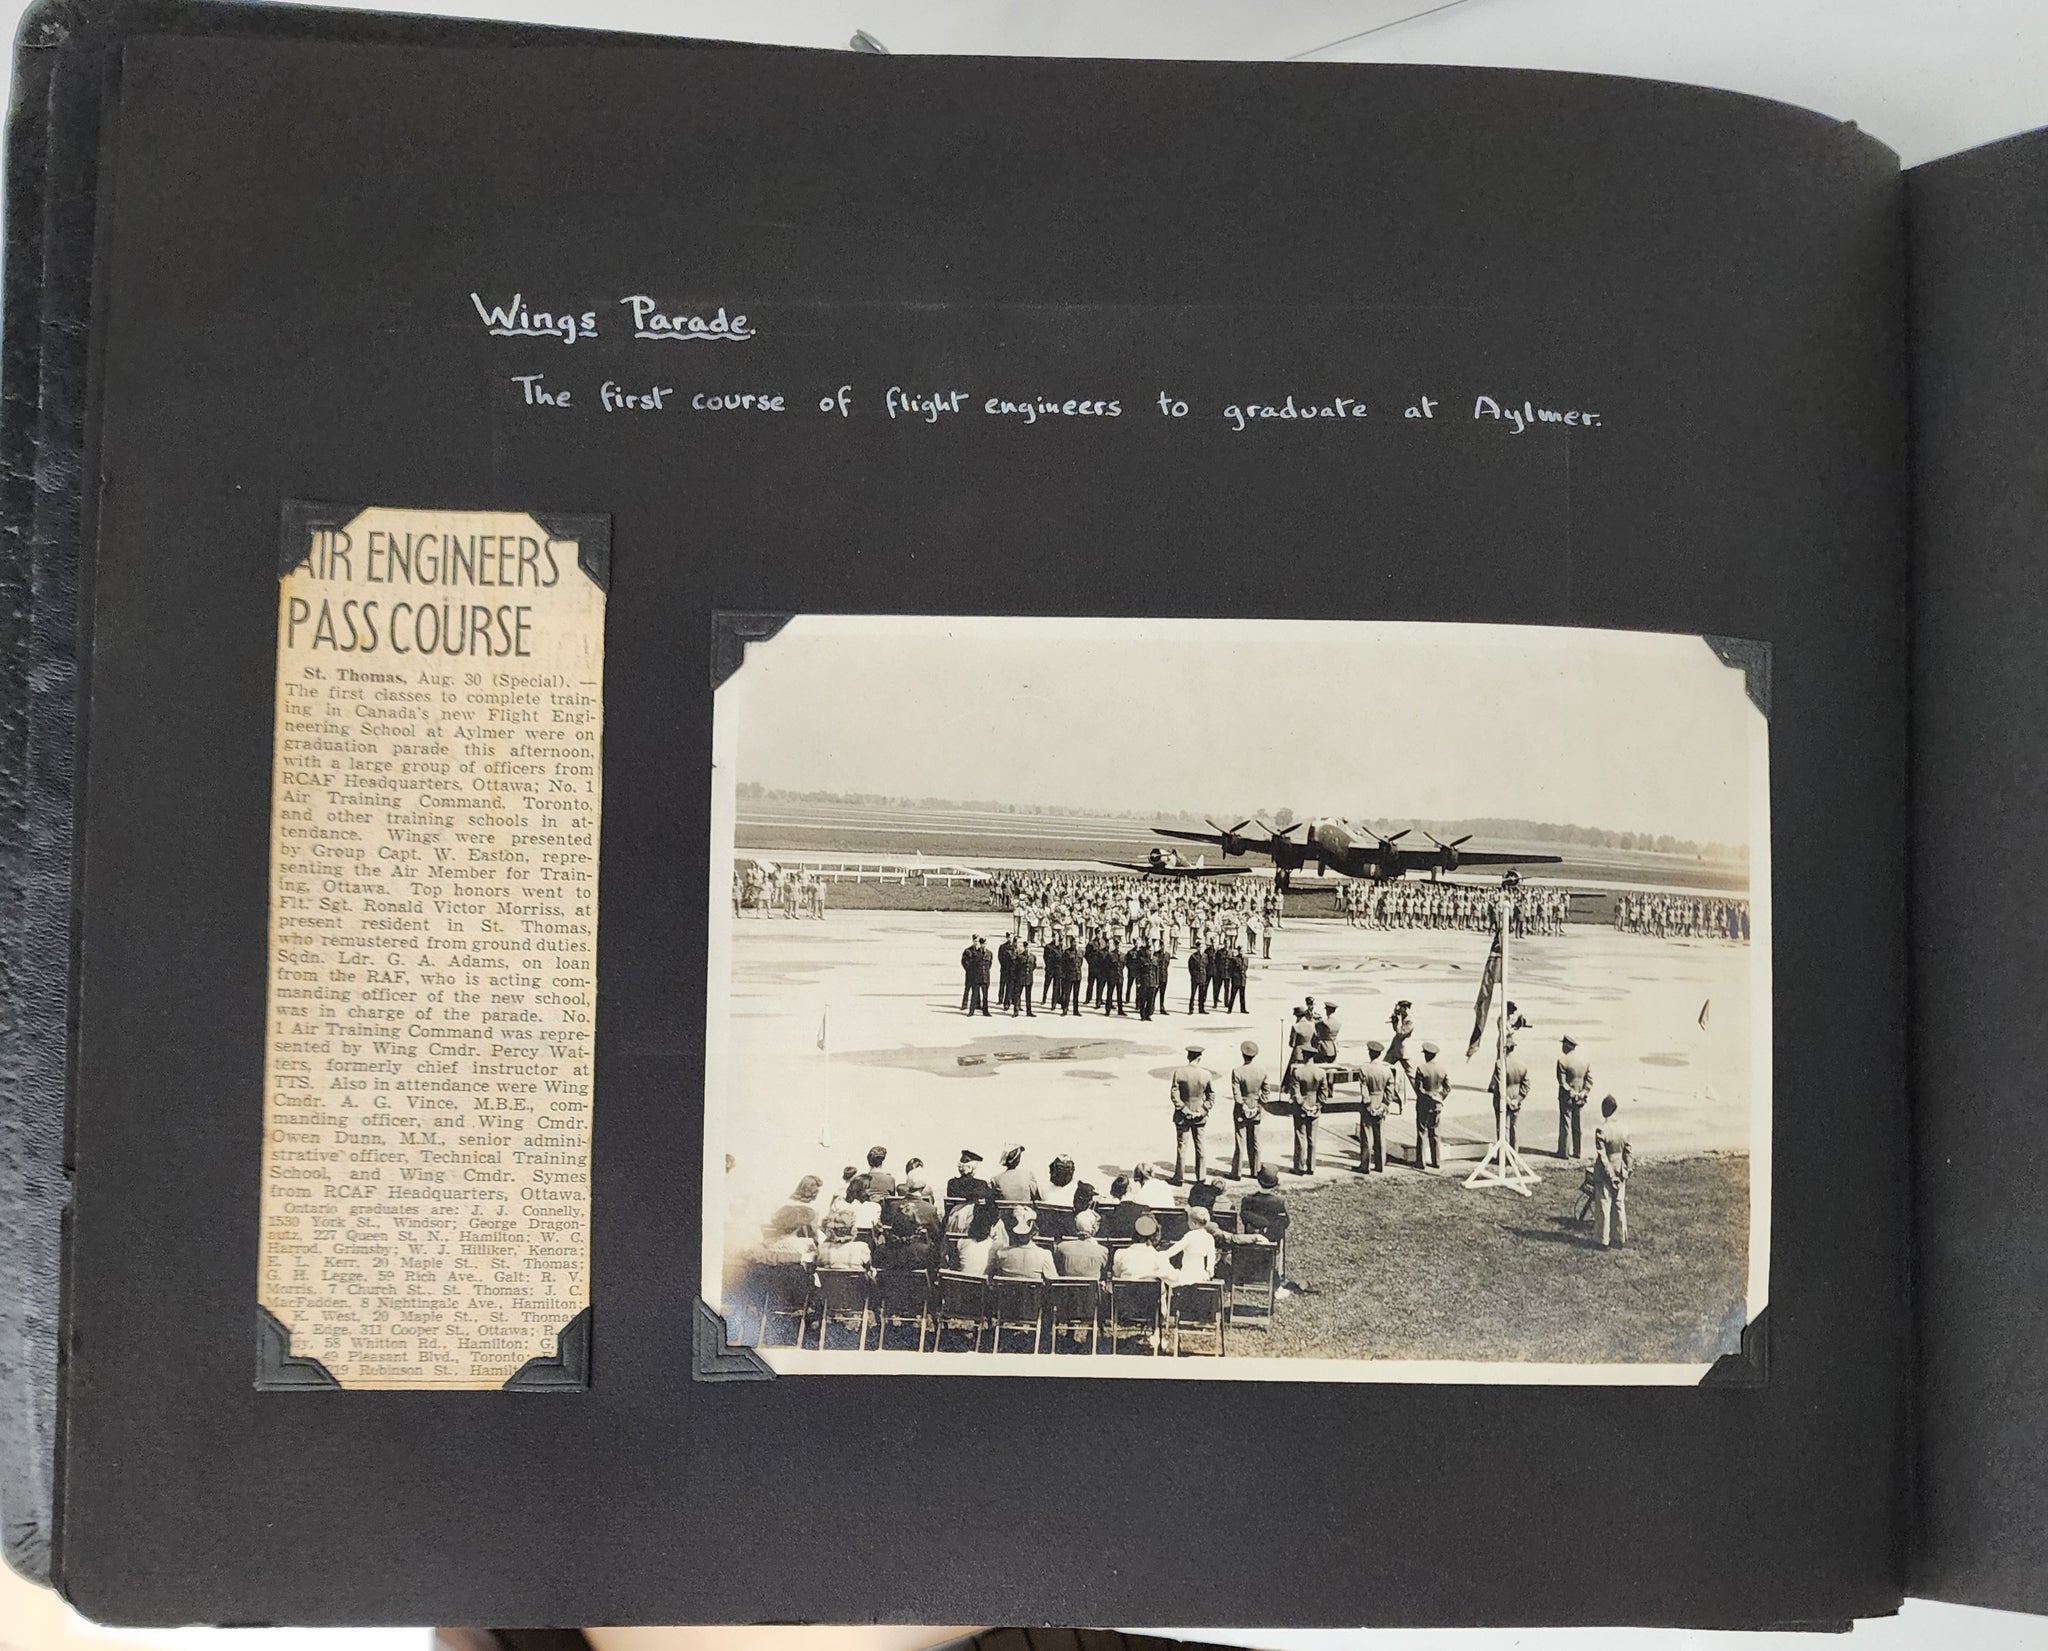 Wings Parade.
The first course of flight engineers to graduate at Aylmer.
AIR ENGINEERS
PASS COURSE
St. Thomas, Aug. 30 (Special). —
The first classes to complete train-
ing in Canada's new Flight Engi-
neering School at Aylmer were on
graduation parade this afternoon,
with a large group of officers from
RCAF Headquarters, Ottawa; No. 1
Air Training Command, Toronto,
and other training schools in at-
tendance. Wings were presented
by Group Capt. W. Easton, repre-
senting the Air Member for Train-
ing, Ottawa. Top honors went to
Flt. Sgt. Ronald Victor Morriss, at
present resident in St. Thomas,
who remustered from ground duties.
Sqdn. Ldr. G. A. Adams, on loan
from the RAF, who is acting com-
manding officer of the new school,
was in charge of the parade. No.
1 Air Training Command was repre-
sented by Wing Cmdr. Percy Wat-
ters, formerly chief instructor at
TTS. Also in attendance were Wing
Cmdr. A. G. Vince, M.B.E., com-
manding officer, and Wing Cmdr.
Owen Dunn, M.M., senior admini-
strative officer, Technical Training
School, and Wing Cmdr. Symes
from RCAF Headquarters, Ottawa.
Ontario graduates are: J. J. Connelly,
1530 York St., Windsor; George Dragon-
autz, 227 Queen St. N., Hamilton; W. C.
Harrod, Grimsby; W. J. Hilliker, Kenora;
E. L. Kerr, 20 Maple St., St. Thomas;
G. H. Legge, 59 Rich Ave., Galt; R. V.
Morris, 7 Church St., St. Thomas; J. C.
MacFadden, 8 Nightingale Ave., Hamilton;
K. West, 20 Maple St., St. Thomas
L. Edge, 311 Cooper St., Ottawa; R.
58 Whitton Rd., Hamilton; G.
49 Pleasant Blvd., Toronto
19 Robinson St., Hamil